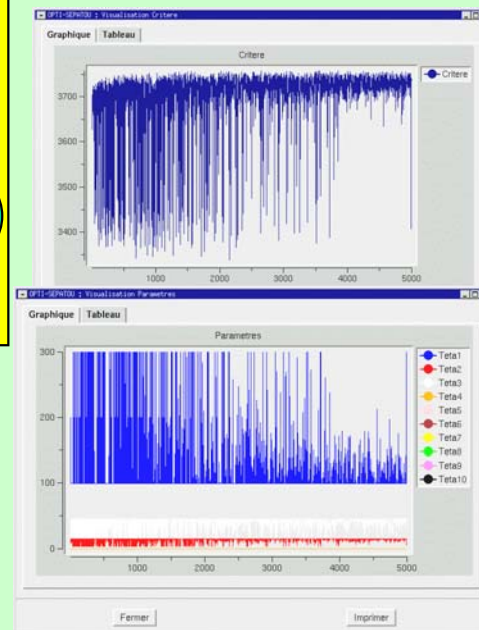 OPTI-SEPATOU : Visualisation Critere
Graphique Tableau
Critere
Critere
3700
3600
3500
3400
1000 2000 3000 4000 5000
OPTI-SEPATOU : Visualisation Parametres
Graphique Tableau
Parametres
300
200
100
0
1000 2000 3000 4000 5000
Teta1
Teta2
Teta3
Teta4
Teta5
Teta6
Teta7
Teta8
Teta9
Teta10
Fermer Imprimer